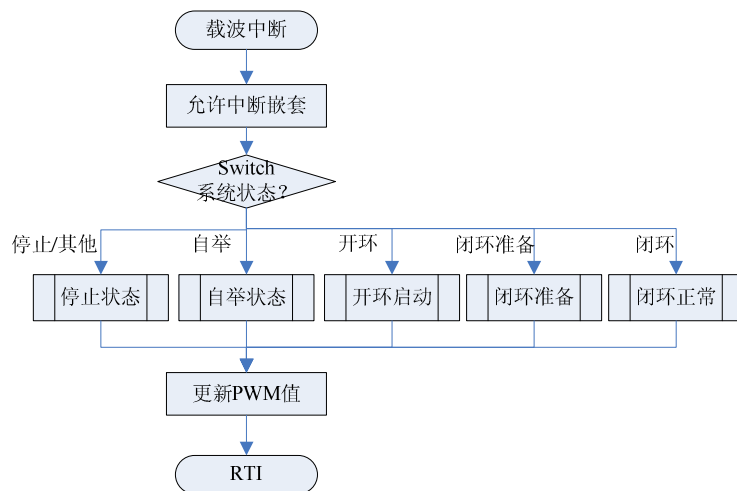 载波中断
允许中断嵌套
Switch
系统状态?
停止/其他
自举
开环
闭环准备
闭环
停止状态
自举状态
开环启动
闭环准备
闭环正常
更新PWM值
RTI